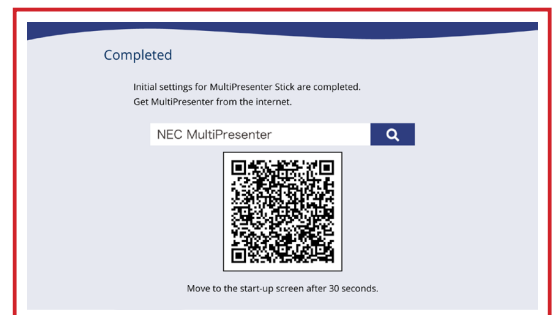 Completed
Initial settings for MultiPresenter Stick are completed.
Get MultiPresenter from the internet.
NEC MultiPresenter
Move to the start-up screen after 30 seconds.